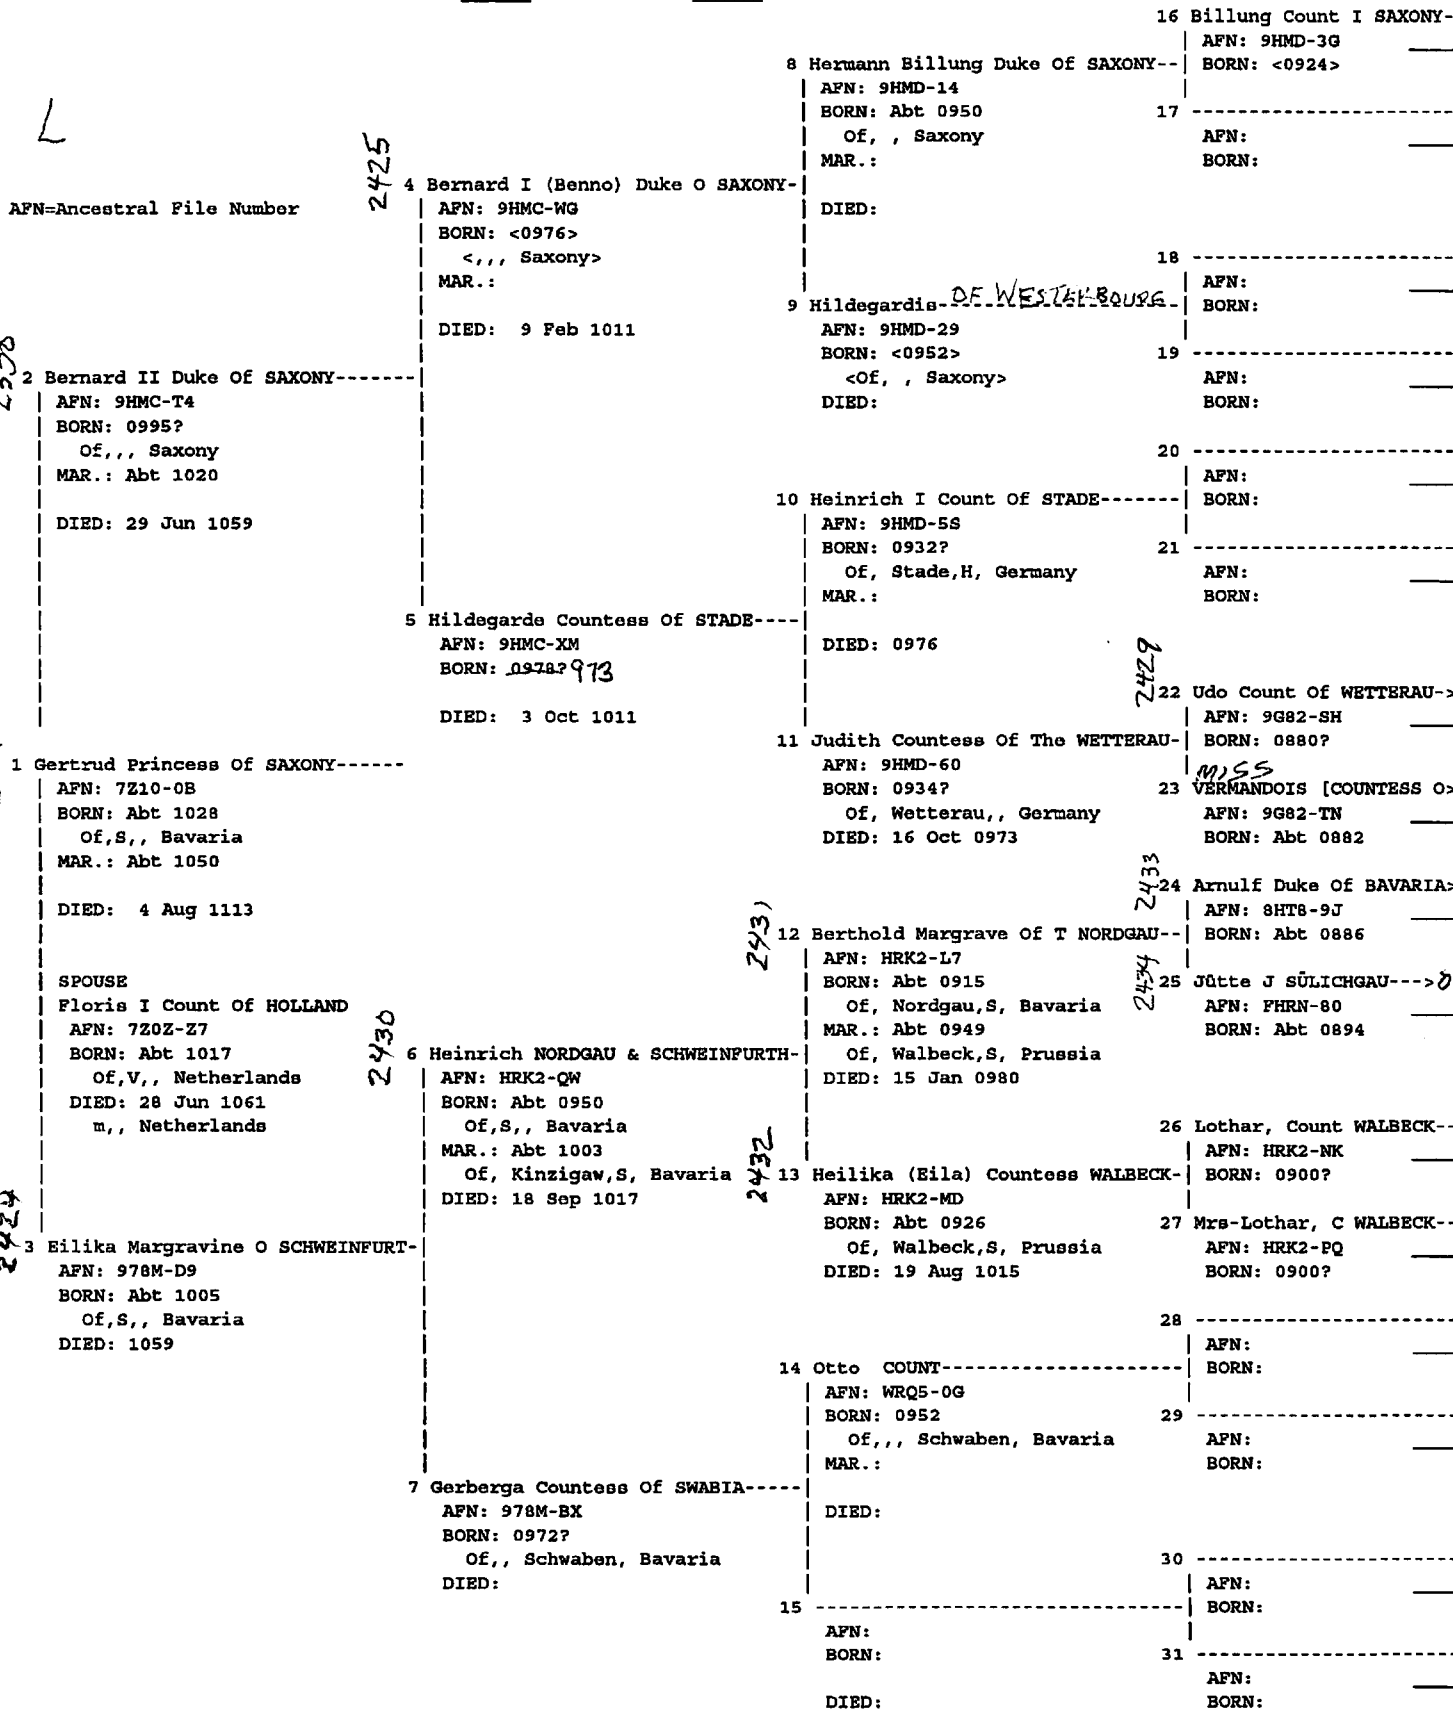 L
AFN=Ancestral File Number
2 Bernard II Duke Of SAXONY-------
AFN: 9HMC-T4
BORN: 0995?
Of,,, Saxony
MAR.: Abt 1020
DIED: 29 Jun 1059
1 Gertrud Princess Of SAXONY------
AFN: 7Z10-0B
BORN: Abt 1028
Of,S,, Bavaria
MAR.: Abt 1050
DIED: 4 Aug 1113
SPOUSE
Floris I Count Of HOLLAND
AFN: 7Z0Z-Z7
BORN: Abt 1017
Of,V,, Netherlands
DIED: 28 Jun 1061
m,, Netherlands
2424
3 Eilika Margravine O SCHWEINFURT-
AFN: 978M-D9
BORN: Abt 1005
Of,S,, Bavaria
DIED: 1059
2425
4 Bernard I (Benno) Duke O SAXONY-
AFN: 9HMC-WG
BORN: <0976>
<,,, Saxony>
MAR.:
DIED: 9 Feb 1011
5 Hildegarde Countess Of STADE----
AFN: 9HMC-XM
BORN: 0978? 973
DIED: 3 Oct 1011
2430
6 Heinrich NORDGAU & SCHWEINFURTH-
AFN: HRK2-QW
BORN: Abt 0950
Of,S,, Bavaria
MAR.: Abt 1003
Of, Kinzigaw,S, Bavaria
DIED: 18 Sep 1017
7 Gerberga Countess Of SWABIA-----
AFN: 978M-BX
BORN: 0972?
Of,, Schwaben, Bavaria
DIED:
8 Hermann Billung Duke Of SAXONY--
AFN: 9HMD-14
BORN: Abt 0950
Of, , Saxony
MAR.:
DIED:
9 Hildegardis- OF WESTERBOURG
AFN: 9HMD-29
BORN: <0952>
<Of, , Saxony>
DIED:
10 Heinrich I Count Of STADE-------
AFN: 9HMD-5S
BORN: 0932?
Of, Stade,H, Germany
MAR.:
DIED: 0976
11 Judith Countess Of The WETTERAU-
AFN: 9HMD-60
BORN: 0934?
Of, Wetterau,, Germany
DIED: 16 Oct 0973
2431
12 Berthold Margrave Of T NORDGAU--
AFN: HRK2-L7
BORN: Abt 0915
Of, Nordgau,S, Bavaria
MAR.: Abt 0949
Of, Walbeck,S, Prussia
DIED: 15 Jan 0980
2432
13 Heilika (Eila) Countess WALBECK-
AFN: HRK2-MD
BORN: Abt 0926
Of, Walbeck,S, Prussia
DIED: 19 Aug 1015
14 Otto COUNT----------------------
AFN: WRQ5-0G
BORN: 0952
Of,,, Schwaben, Bavaria
MAR.:
DIED:
15 ---------------------------------
AFN:
BORN:
DIED:
16 Billung Count I SAXONY-
AFN: 9HMD-3G
BORN: <0924>
17 ------------------------
AFN:
BORN:
18 ------------------------
AFN:
BORN:
19 ------------------------
AFN:
BORN:
20 ------------------------
AFN:
BORN:
21 ------------------------
AFN:
BORN:
2429
22 Udo Count Of WETTERAU->
AFN: 9G82-SH
BORN: 0880?
MISS
23 VERMANDOIS [COUNTESS O>
AFN: 9G82-TN
BORN: Abt 0882
2433
24 Arnulf Duke Of BAVARIA>
AFN: 8HT8-9J
BORN: Abt 0886
2434
25 Jûtte J SÜLICHGAU--->
AFN: FHRN-80
BORN: Abt 0894
26 Lothar, Count WALBECK--
AFN: HRK2-NK
BORN: 0900?
27 Mrs-Lothar, C WALBECK--
AFN: HRK2-PQ
BORN: 0900?
28 ------------------------
AFN:
BORN:
29 ------------------------
AFN:
BORN:
30 ------------------------
AFN:
BORN:
31 ------------------------
AFN:
BORN: